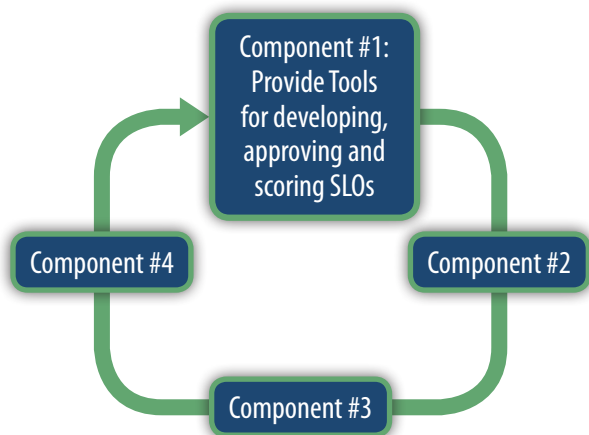 Component #1:
Provide Tools
for developing,
approving and
scoring SLOs
Component #2
Component #3
Component #4